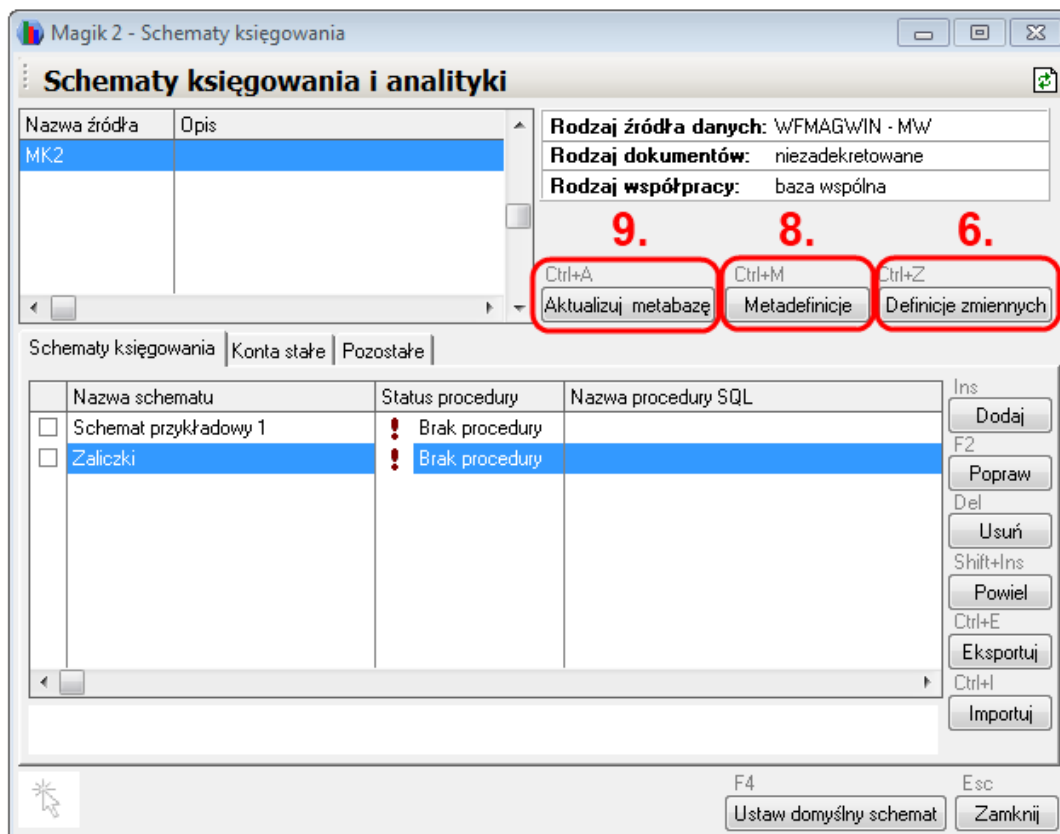 Magik 2 - Schematy księgowania
Schematy księgowania i analityki
Nazwa źródła Opis
MK2
Rodzaj źródła danych: WFMAGWIN - MW
Rodzaj dokumentów: niezadekretowane
Rodzaj współpracy: baza wspólna
9. 8. 6.
Ctrl+A Ctrl+M Ctrl+Z
Aktualizuj metabazę Metadefinicje Definicje zmiennych
Schematy księgowania Konta stałe Pozostałe
Nazwa schematu Status procedury Nazwa procedury SQL
Schemat przykładowy 1 Brak procedury
Zaliczki Brak procedury
Ins
Dodaj
F2
Popraw
Del
Usuń
Shift+Ins
Powiel
Ctrl+E
Eksportuj
Ctrl+I
Importuj
F4 Esc
Ustaw domyślny schemat Zamknij